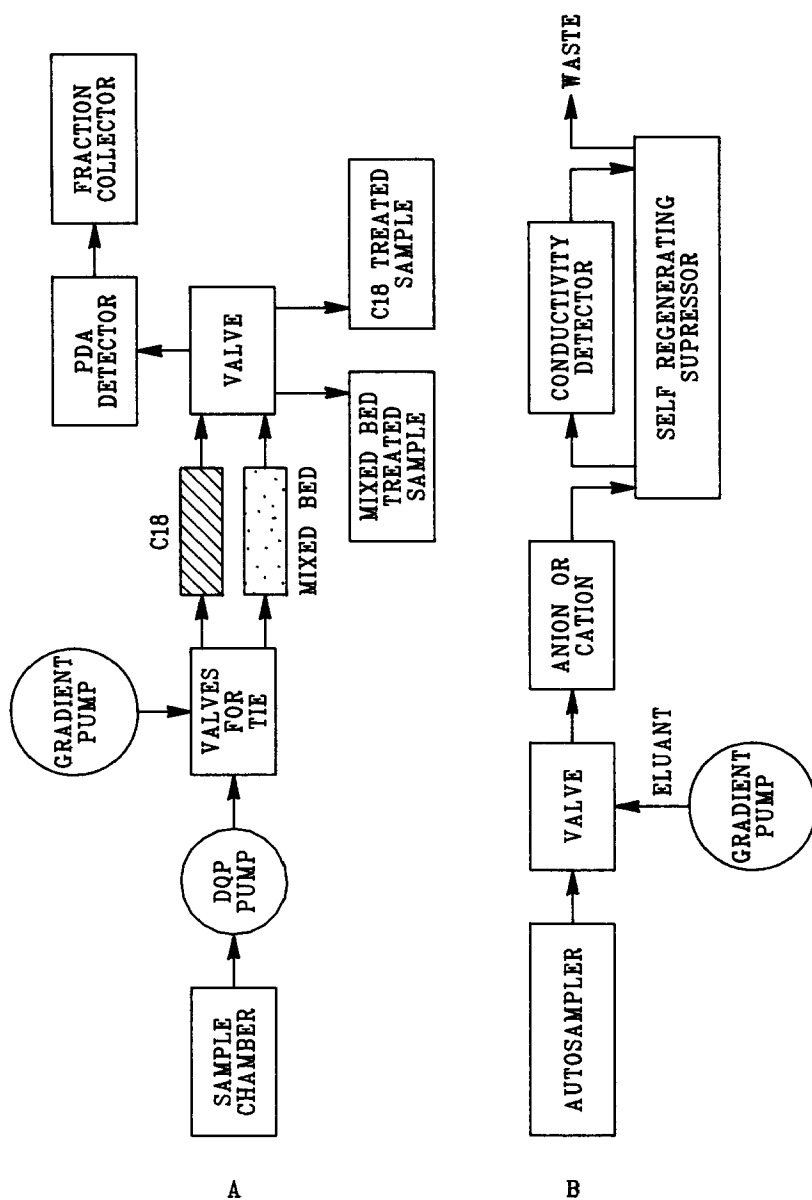 A
SAMPLE
CHAMBER
DQP
PUMP
GRADIENT
PUMP
VALVES
FOR
TIE
C18
MIXED BED
VALVE
PDA
DETECTOR
FRACTION
COLLECTOR
MIXED BED
TREATED
SAMPLE
C18 TREATED
SAMPLE
B
AUTOSAMPLER
VALVE
ELUANT
GRADIENT
PUMP
ANION OR
CATION
CONDUCTIVITY
DETECTOR
SELF REGENERATING
SUPRESSOR
WASTE